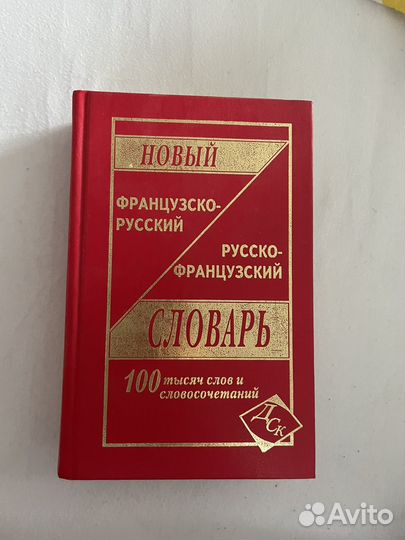 НОВЫЙ
ФРАНЦУЗСКО-
РУССКИЙ
РУССКО-
ФРАНЦУЗСКИЙ
СЛОВАРЬ
100 тысяч слов и
словосочетаний
ДСК
Avito